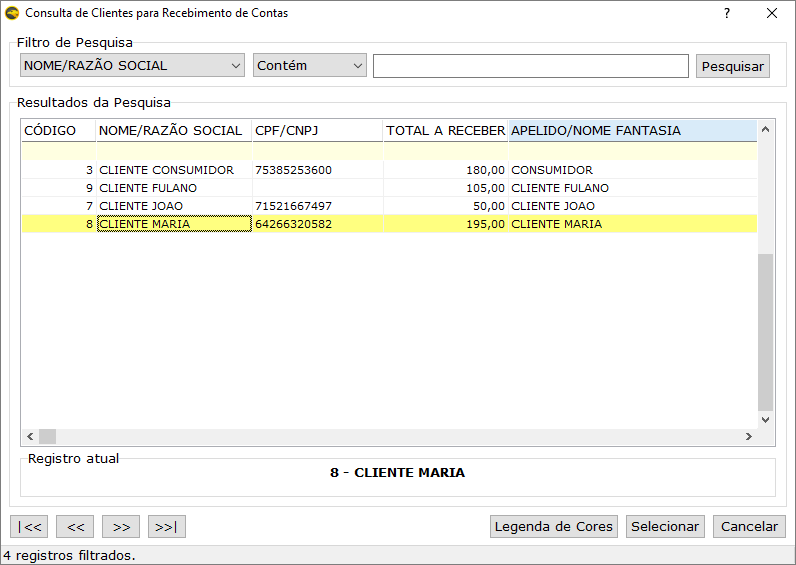 Consulta de Clientes para Recebimento de Contas ?
Filtro de Pesquisa
NOME/RAZÃO SOCIAL Contém Pesquisar
Resultados da Pesquisa
CÓDIGO NOME/RAZÃO SOCIAL CPF/CNPJ TOTAL A RECEBER APELIDO/NOME FANTASIA
3 CLIENTE CONSUMIDOR 75385253600 180,00 CONSUMIDOR
9 CLIENTE FULANO 105,00 CLIENTE FULANO
7 CLIENTE JOAO 71521667497 50,00 CLIENTE JOAO
8 CLIENTE MARIA 64266320582 195,00 CLIENTE MARIA
Registro atual
8 - CLIENTE MARIA
|<< << >> >>| Legenda de Cores Selecionar Cancelar
4 registros filtrados.